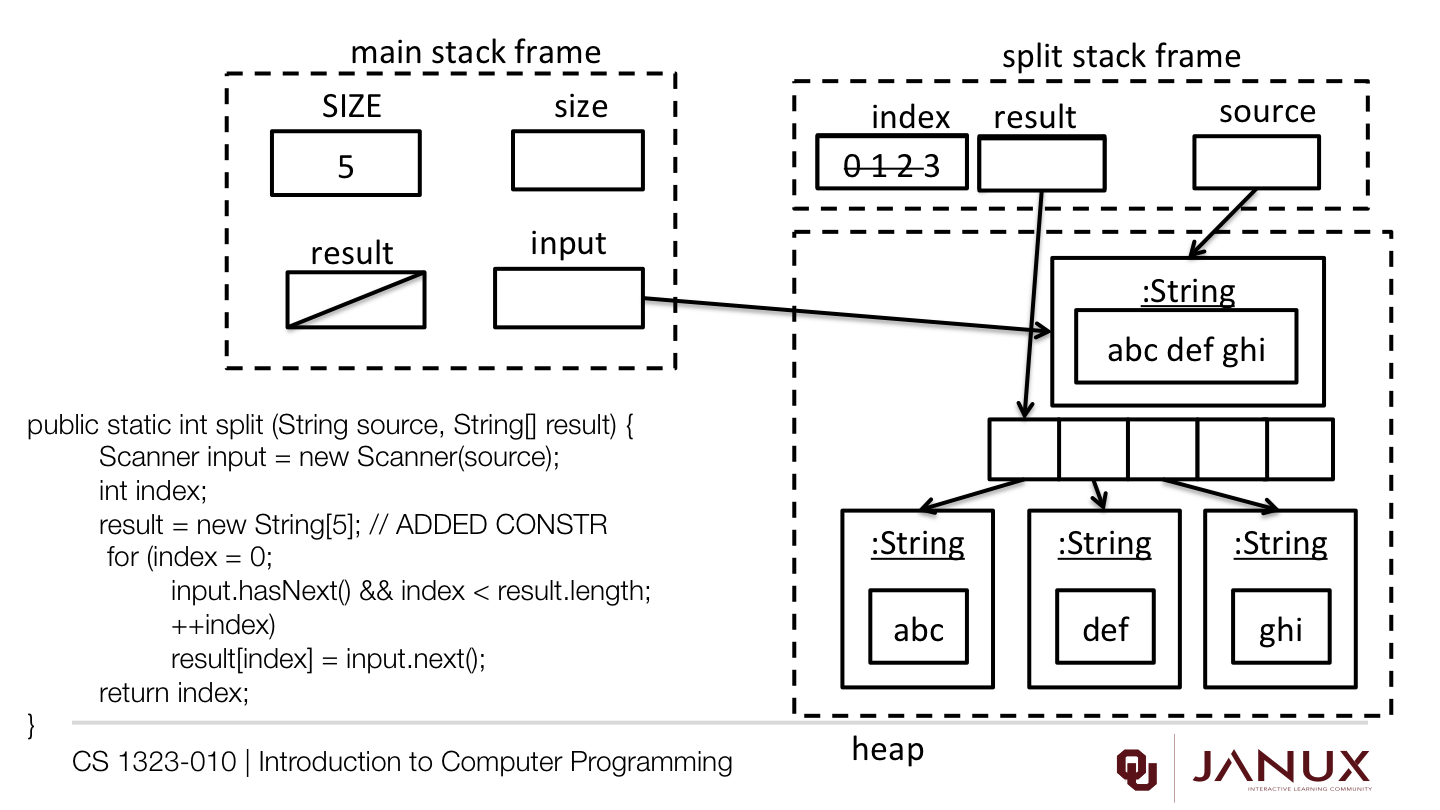 main stack frame
SIZE
size
5
result
input
split stack frame
index
result
source
0 1 2 3
:String
abc def ghi
:String
:String
:String
abc
def
ghi
heap
public static int split (String source, String[] result) {
Scanner input = new Scanner(source);
int index;
result = new String[5]; // ADDED CONSTR
for (index = 0;
input.hasNext() && index < result.length;
++index)
result[index] = input.next();
return index;
}
CS 1323-010 | Introduction to Computer Programming
OU
JANUX
INTERACTIVE LEARNING COMMUNITY